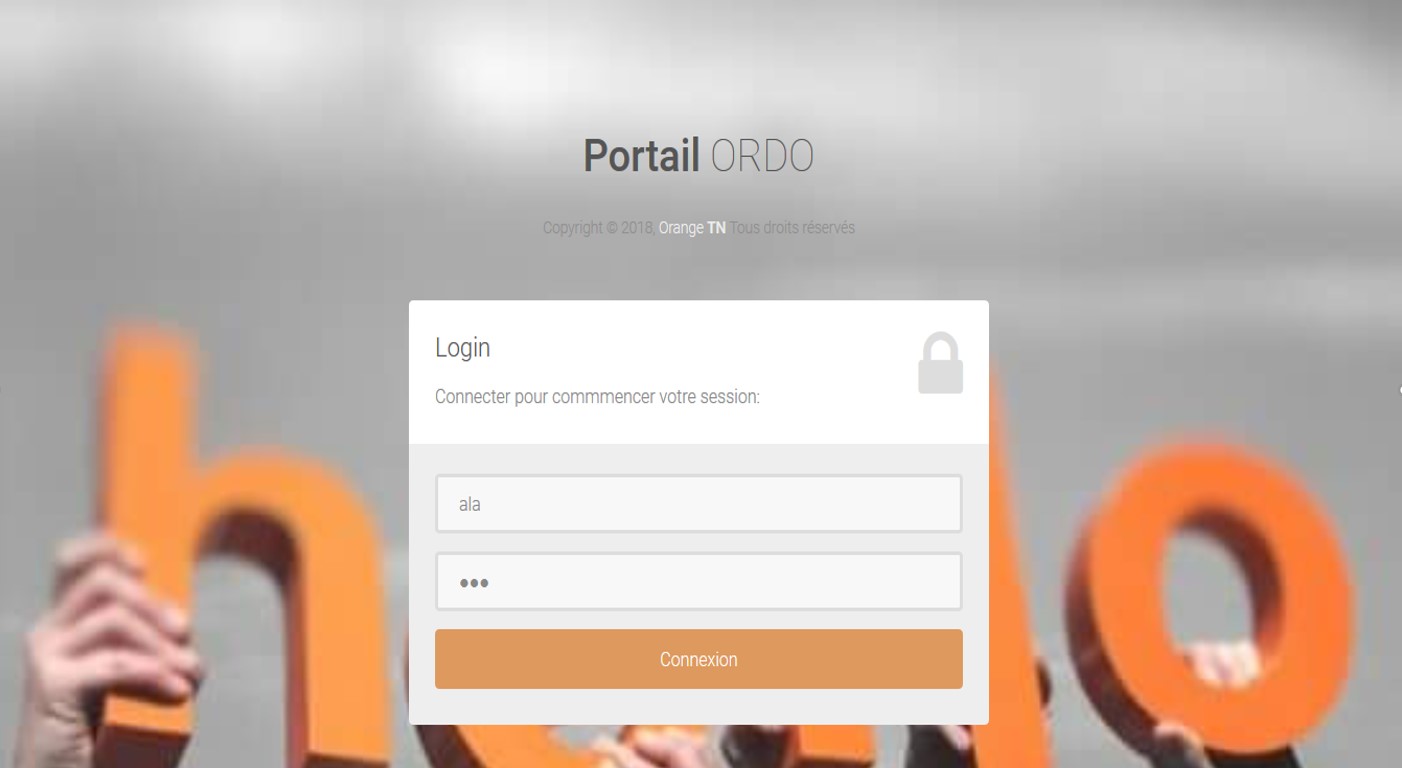 Portail ORDO
Copyright © 2018, Orange TN Tous droits réservés
Login
Connecter pour commmencer votre session:
ala
•••
Connexion